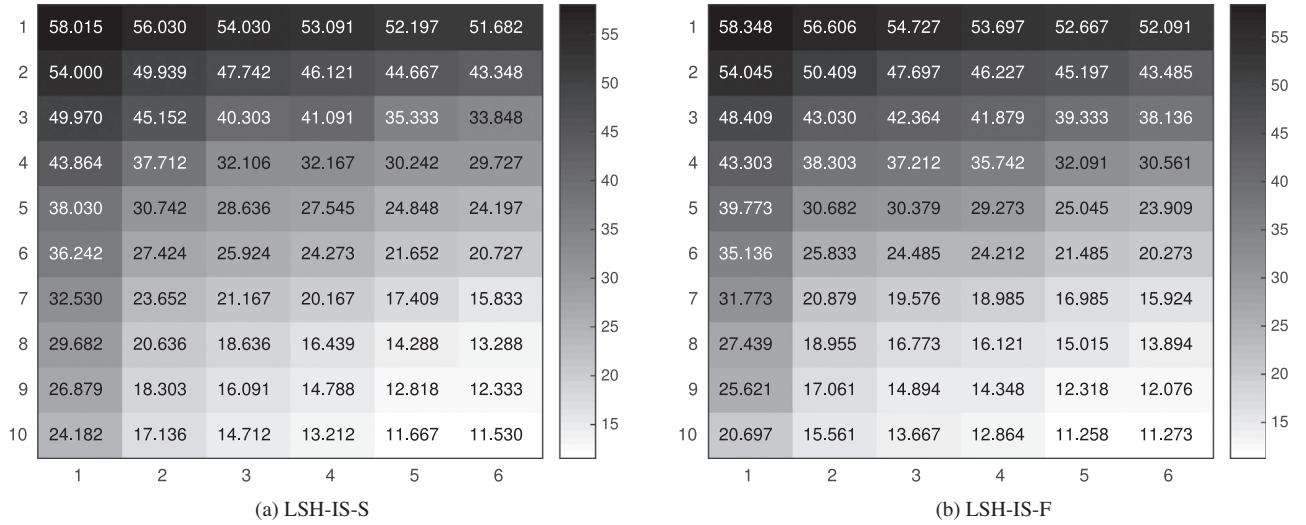 1 58.015 56.030 54.030 53.091 52.197 51.682
2 54.000 49.939 47.742 46.121 44.667 43.348
3 49.970 45.152 40.303 41.091 35.333 33.848
4 43.864 37.712 32.106 32.167 30.242 29.727
5 38.030 30.742 28.636 27.545 24.848 24.197
6 36.242 27.424 25.924 24.273 21.652 20.727
7 32.530 23.652 21.167 20.167 17.409 15.833
8 29.682 20.636 18.636 16.439 14.288 13.288
9 26.879 18.303 16.091 14.788 12.818 12.333
10 24.182 17.136 14.712 13.212 11.667 11.530
1 2 3 4 5 6
55
50
45
40
35
30
25
20
15
(a) LSH-IS-S
1 58.348 56.606 54.727 53.697 52.667 52.091
2 54.045 50.409 47.697 46.227 45.197 43.485
3 48.409 43.030 42.364 41.879 39.333 38.136
4 43.303 38.303 37.212 35.742 32.091 30.561
5 39.773 30.682 30.379 29.273 25.045 23.909
6 35.136 25.833 24.485 24.212 21.485 20.273
7 31.773 20.879 19.576 18.985 16.985 15.924
8 27.439 18.955 16.773 16.121 15.015 13.894
9 25.621 17.061 14.894 14.348 12.318 12.076
10 20.697 15.561 13.667 12.864 11.258 11.273
1 2 3 4 5 6
55
50
45
40
35
30
25
20
15
(b) LSH-IS-F